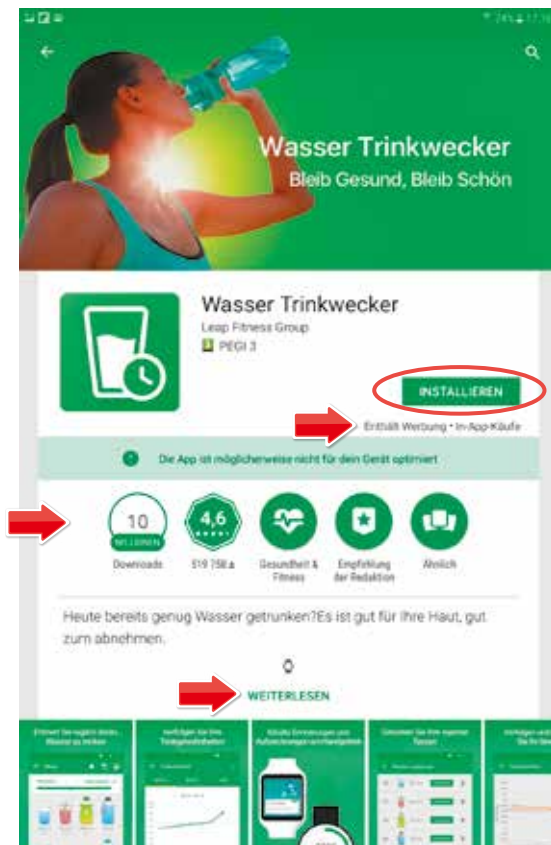 Wasser Trinkwecker
Bleib Gesund, Bleib Schön
Wasser Trinkwecker
Leap Fitness Group
PEGI 3
INSTALLIEREN
Enthält Werbung • In-App-Käufe
Die App ist möglicherweise nicht für dein Gerät optimiert
10
MILLIONEN
Downloads
4,6
519 758
Gesundheit &
Fitness
Empfehlung
der Redaktion
Ähnlich
Heute bereits genug Wasser getrunken?Es ist gut für Ihre Haut, gut
zum abnehmen.
WEITERLESEN